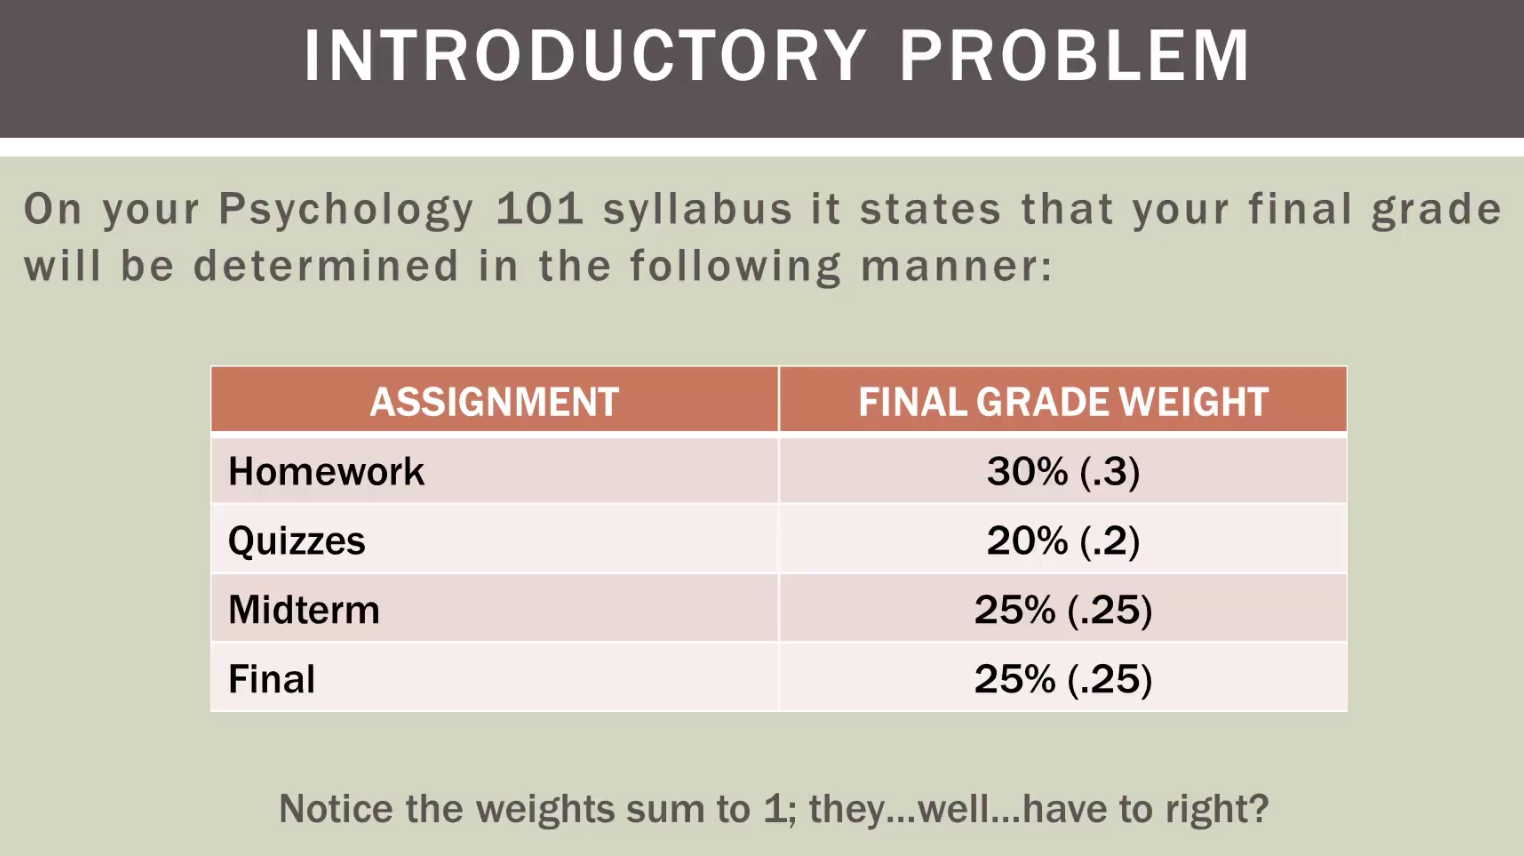 INTRODUCTORY PROBLEM
On your Psychology 101 syllabus it states that your final grade
will be determined in the following manner:
ASSIGNMENT FINAL GRADE WEIGHT
Homework 30% (.3)
Quizzes 20% (.2)
Midterm 25% (.25)
Final 25% (.25)
Notice the weights sum to 1; they...well...have to right?